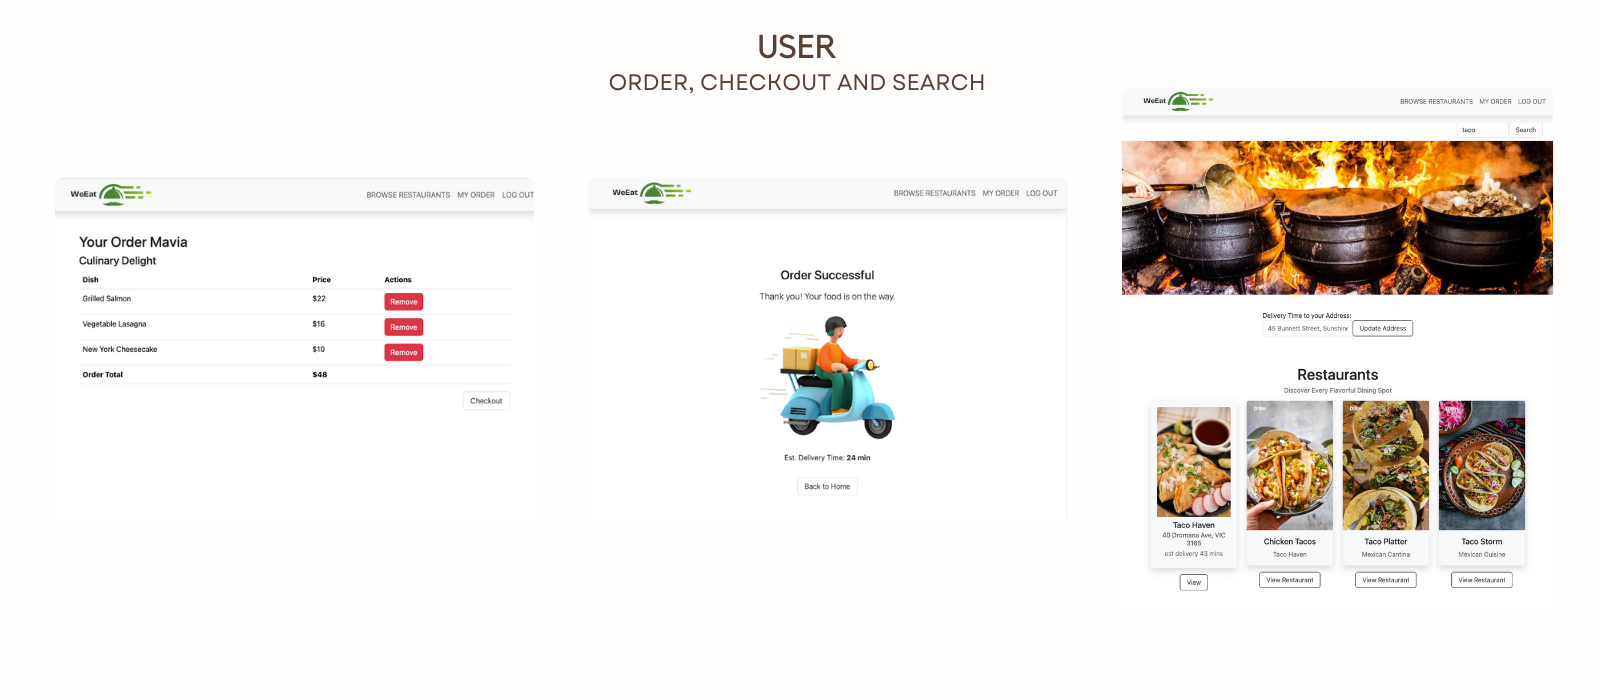 USER
ORDER, CHECKOUT AND SEARCH
WeEat
BROWSE RESTAURANTS MY ORDER LOG OUT
Your Order Mavia
Culinary Delight
Dish Price Actions
Grilled Salmon $22 Remove
Vegetable Lasagna $16 Remove
New York Cheesecake $10 Remove
Order Total $48
Checkout
WeEat
BROWSE RESTAURANTS MY ORDER LOG OUT
Order Successful
Thank you! Your food is on the way.
Est. Delivery Time: 24 min
Back to Home
WeEat
BROWSE RESTAURANTS MY ORDER LOG OUT
taco Search
Delivery Time to your Address:
45 Bunnett Street, Sunshine Update Address
Restaurants
Discover Every Flavorful Dining Spot
Taco Haven
40 Dromana Ave, VIC
3165
est delivery 43 mins
View
DISH
Chicken Tacos
Taco Haven
View Restaurant
DISH
Taco Platter
Mexican Cantina
View Restaurant
DISH
Taco Storm
Mexican Cuisine
View Restaurant